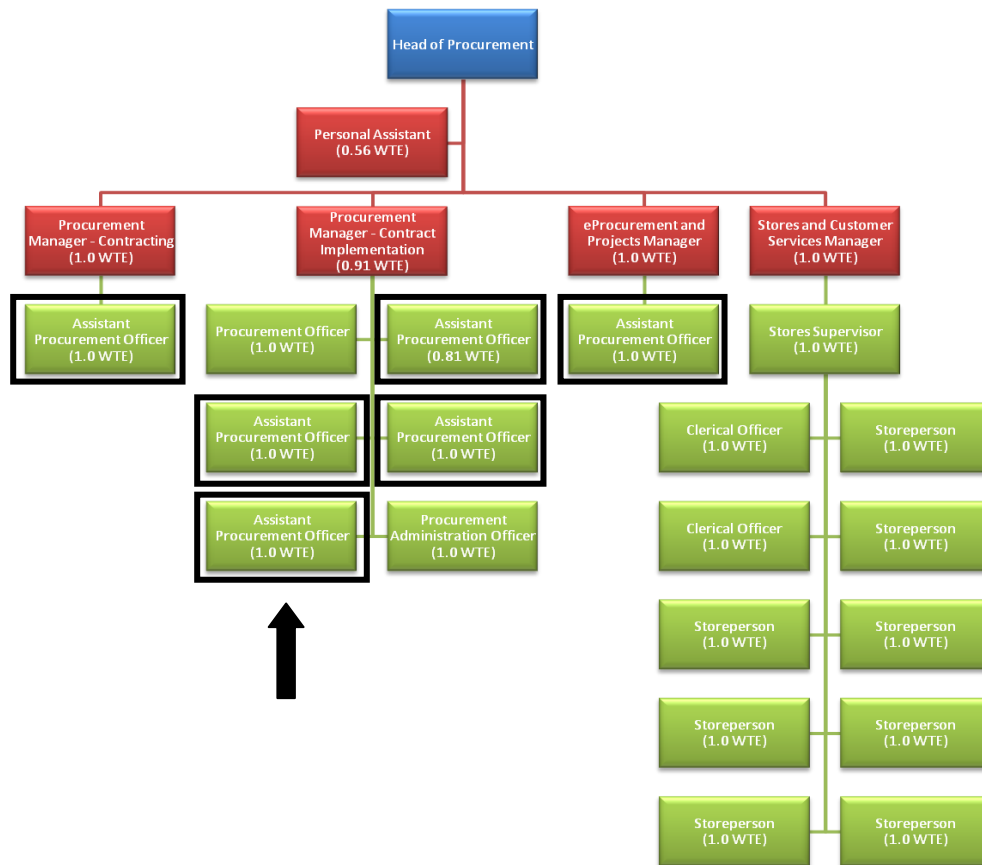 Head of Procurement
Personal Assistant
(0.56 WTE)
Procurement
Manager - Contracting
(1.0 WTE)
Procurement
Manager - Contract
Implementation
(0.91 WTE)
eProcurement and
Projects Manager
(1.0 WTE)
Stores and Customer
Services Manager
(1.0 WTE)
Assistant
Procurement Officer
(1.0 WTE)
Procurement Officer
(1.0 WTE)
Assistant
Procurement Officer
(0.81 WTE)
Assistant
Procurement Officer
(1.0 WTE)
Stores Supervisor
(1.0 WTE)
Assistant
Procurement Officer
(1.0 WTE)
Assistant
Procurement Officer
(1.0 WTE)
Clerical Officer
(1.0 WTE)
Storeperson
(1.0 WTE)
Assistant
Procurement Officer
(1.0 WTE)
Procurement
Administration Officer
(1.0 WTE)
Clerical Officer
(1.0 WTE)
Storeperson
(1.0 WTE)
Storeperson
(1.0 WTE)
Storeperson
(1.0 WTE)
Storeperson
(1.0 WTE)
Storeperson
(1.0 WTE)
Storeperson
(1.0 WTE)
Storeperson
(1.0 WTE)